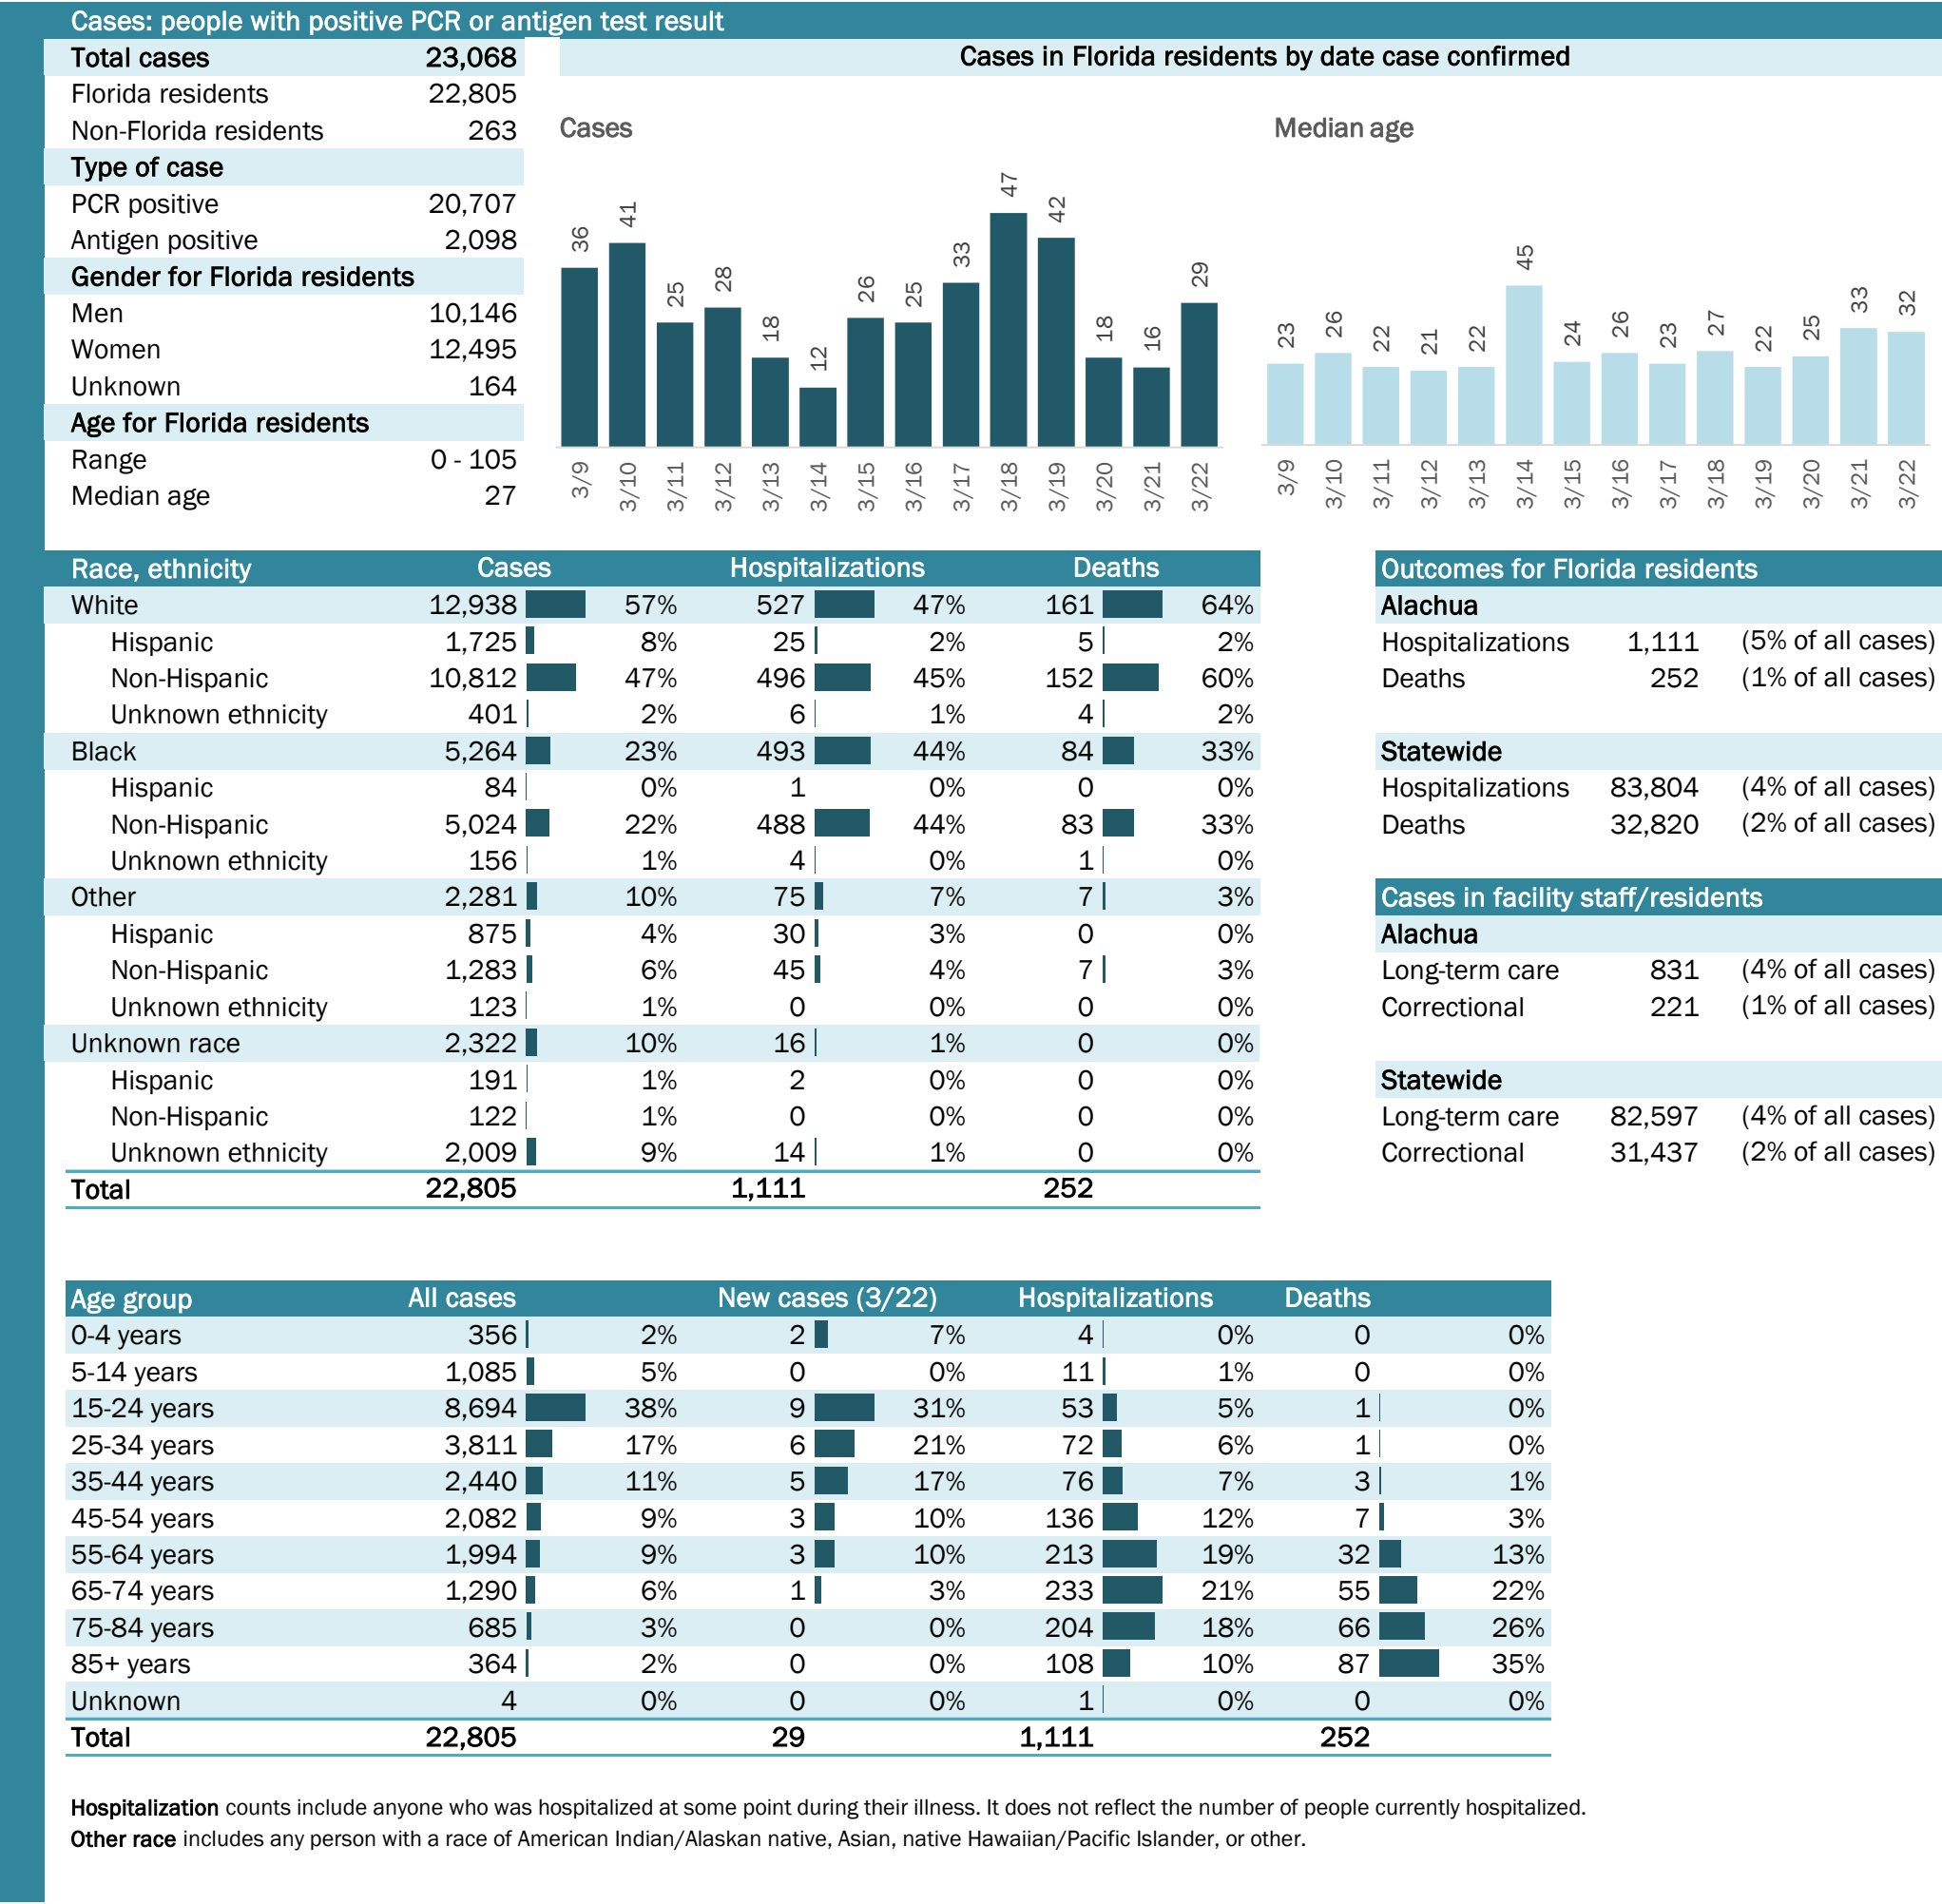 Cases: people with positive PCR or antigen test result
Total cases 23,068
Florida residents 22,805
Non-Florida residents 263
Type of case
PCR positive 20,707
Antigen positive 2,098
Gender for Florida residents
Men 10,146
Women 12,495
Unknown 164
Age for Florida residents
Range 0 - 105
Median age 27
Cases in Florida residents by date case confirmed
Cases
36 41 25 28 18 12 26 25 33 47 42 18 16 29
3/9 3/10 3/11 3/12 3/13 3/14 3/15 3/16 3/17 3/18 3/19 3/20 3/21 3/22
Median age
23 26 22 21 22 45 24 26 23 27 22 25 33 32
3/9 3/10 3/11 3/12 3/13 3/14 3/15 3/16 3/17 3/18 3/19 3/20 3/21 3/22
Race, ethnicity Cases Hospitalizations Deaths
White 12,938 57% 527 47% 161 64%
Hispanic 1,725 8% 25 2% 5 2%
Non-Hispanic 10,812 47% 496 45% 152 60%
Unknown ethnicity 401 2% 6 1% 4 2%
Black 5,264 23% 493 44% 84 33%
Hispanic 84 0% 1 0% 0 0%
Non-Hispanic 5,024 22% 488 44% 83 33%
Unknown ethnicity 156 1% 4 0% 1 0%
Other 2,281 10% 75 7% 7 3%
Hispanic 875 4% 30 3% 0 0%
Non-Hispanic 1,283 6% 45 4% 7 3%
Unknown ethnicity 123 1% 0 0% 0 0%
Unknown race 2,322 10% 16 1% 0 0%
Hispanic 191 1% 2 0% 0 0%
Non-Hispanic 122 1% 0 0% 0 0%
Unknown ethnicity 2,009 9% 14 1% 0 0%
Total 22,805 1,111 252
Outcomes for Florida residents
Alachua
Hospitalizations 1,111 (5% of all cases)
Deaths 252 (1% of all cases)
Statewide
Hospitalizations 83,804 (4% of all cases)
Deaths 32,820 (2% of all cases)
Cases in facility staff/residents
Alachua
Long-term care 831 (4% of all cases)
Correctional 221 (1% of all cases)
Statewide
Long-term care 82,597 (4% of all cases)
Correctional 31,437 (2% of all cases)
Age group All cases New cases (3/22) Hospitalizations Deaths
0-4 years 356 2% 2 7% 4 0% 0 0%
5-14 years 1,085 5% 0 0% 11 1% 0 0%
15-24 years 8,694 38% 9 31% 53 5% 1 0%
25-34 years 3,811 17% 6 21% 72 6% 1 0%
35-44 years 2,440 11% 5 17% 76 7% 3 1%
45-54 years 2,082 9% 3 10% 136 12% 7 3%
55-64 years 1,994 9% 3 10% 213 19% 32 13%
65-74 years 1,290 6% 1 3% 233 21% 55 22%
75-84 years 685 3% 0 0% 204 18% 66 26%
85+ years 364 2% 0 0% 108 10% 87 35%
Unknown 4 0% 0 0% 1 0% 0 0%
Total 22,805 29 1,111 252
Hospitalization counts include anyone who was hospitalized at some point during their illness. It does not reflect the number of people currently hospitalized.
Other race includes any person with a race of American Indian/Alaskan native, Asian, native Hawaiian/Pacific Islander, or other.